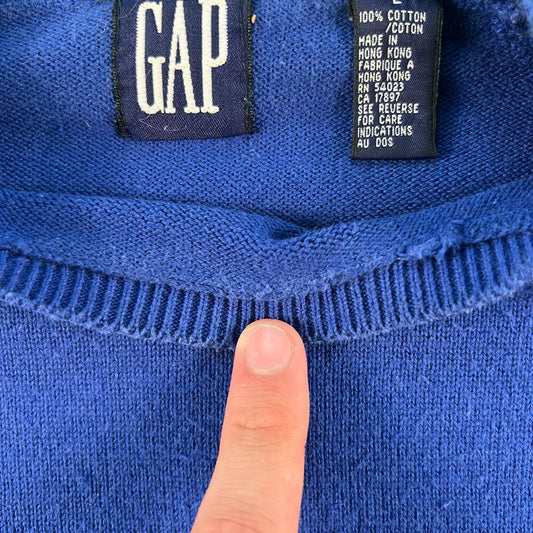 GAP
L
100% COTTON
/COTON
MADE IN
HONG KONG
FABRIQUE A
HONG KONG
RN 54023
CA 17897
SEE REVERSE
FOR CARE
INDICATIONS
AU DOS